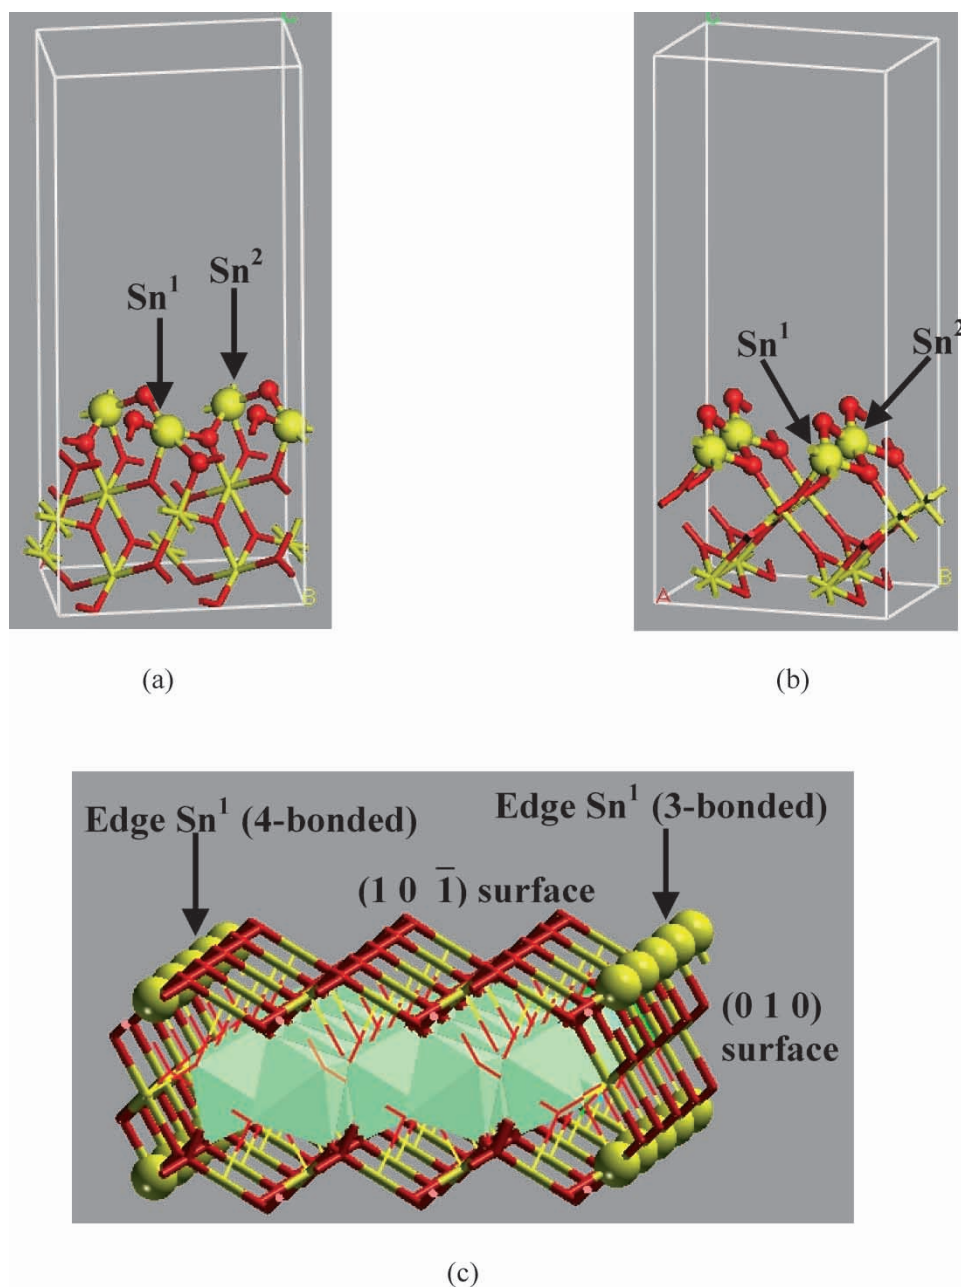 Sn¹
Sn²
B
(a)
Sn¹
Sn²
A
B
(b)
Edge Sn¹ (4-bonded)
Edge Sn¹ (3-bonded)
(1 0 1̅) surface
(0 1 0)
surface
(c)